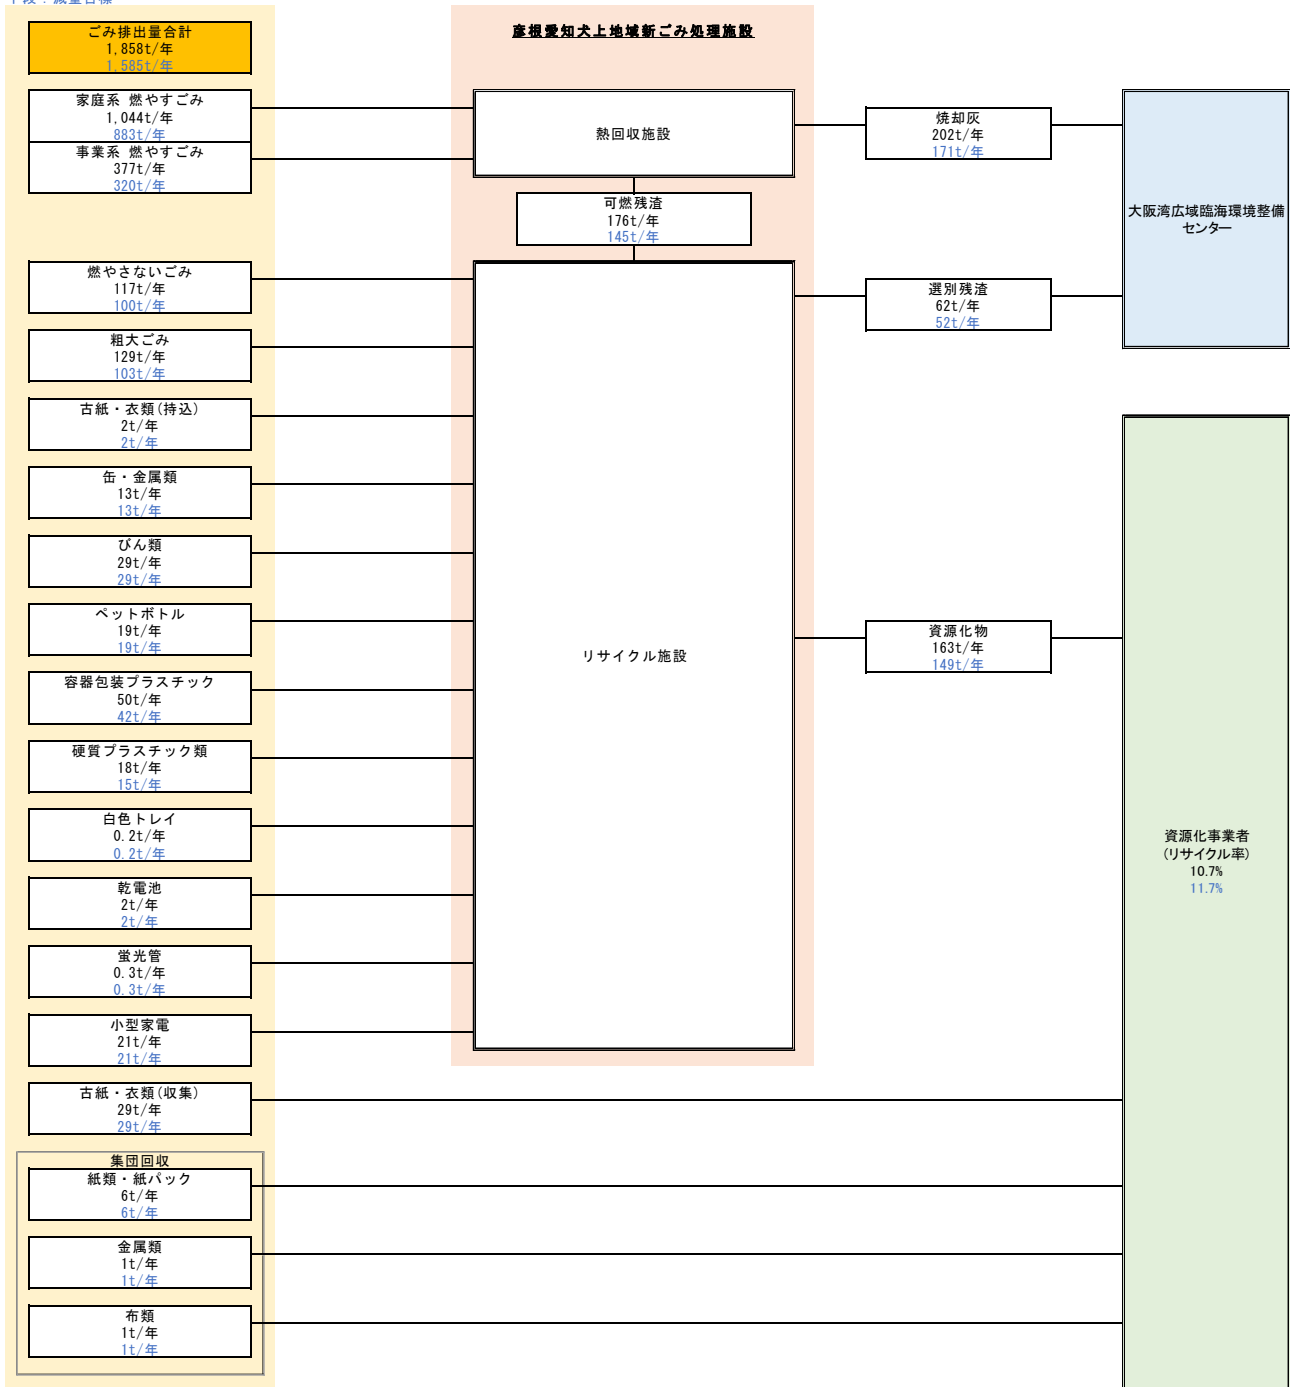 下段：減量目標
ごみ排出量合計
1,858t/年
1,585t/年
彦根愛知犬上地域新ごみ処理施設
家庭系 燃やすごみ
1,044t/年
883t/年
事業系 燃やすごみ
377t/年
320t/年
熱回収施設
焼却灰
202t/年
171t/年
可燃残渣
176t/年
145t/年
大阪湾広域臨海環境整備
センター
燃やさないごみ
117t/年
100t/年
選別残渣
62t/年
52t/年
粗大ごみ
129t/年
103t/年
古紙・衣類(持込)
2t/年
2t/年
缶・金属類
13t/年
13t/年
びん類
29t/年
29t/年
ペットボトル
19t/年
19t/年
リサイクル施設
資源化物
163t/年
149t/年
容器包装プラスチック
50t/年
42t/年
硬質プラスチック類
18t/年
15t/年
白色トレイ
0.2t/年
0.2t/年
資源化事業者
(リサイクル率)
10.7%
11.7%
乾電池
2t/年
2t/年
蛍光管
0.3t/年
0.3t/年
小型家電
21t/年
21t/年
古紙・衣類(収集)
29t/年
29t/年
集団回収
紙類・紙パック
6t/年
6t/年
金属類
1t/年
1t/年
布類
1t/年
1t/年